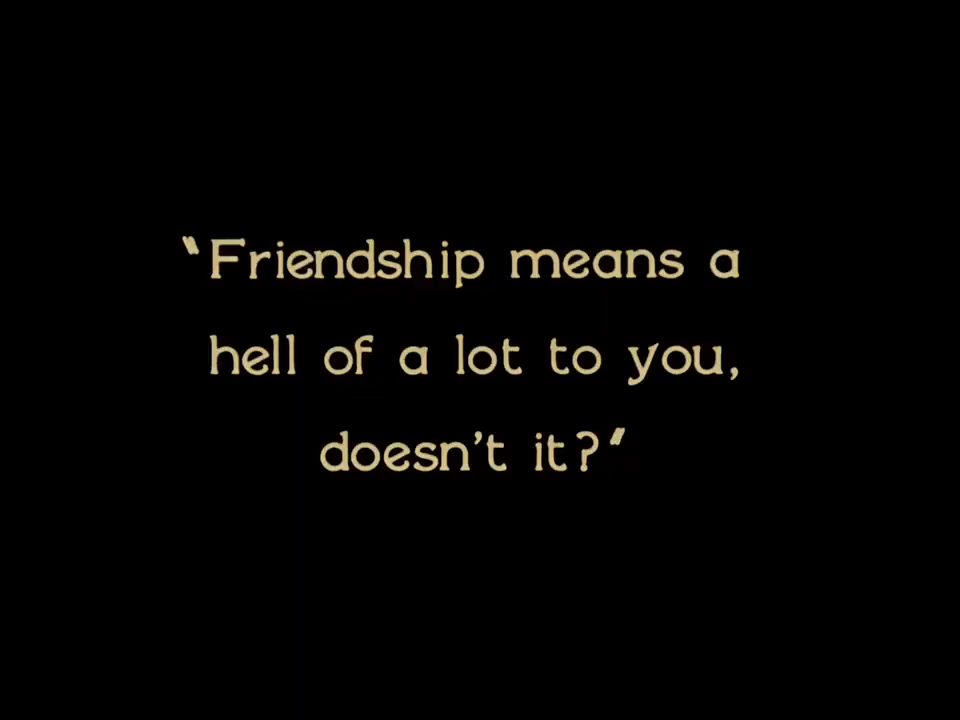 "Friendship means a
hell of a lot to you,
doesn't it?"